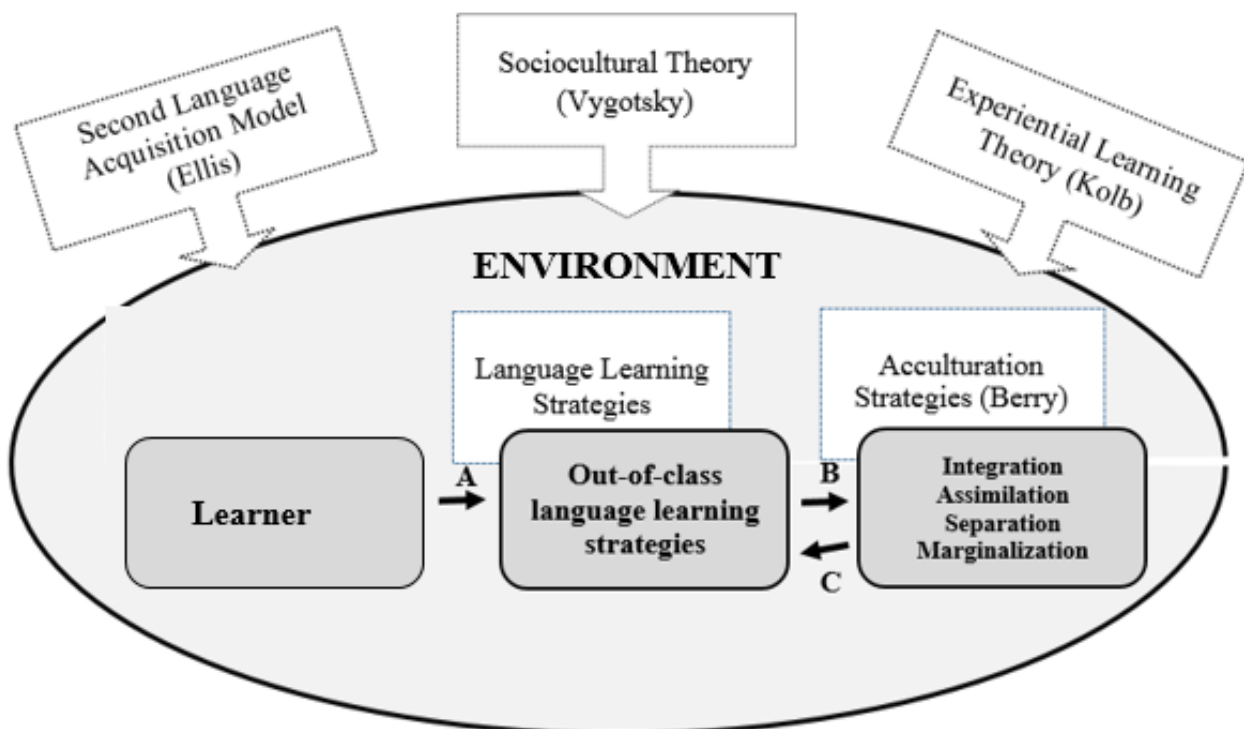 Second Language
Acquisition Model
(Ellis)
Sociocultural Theory
(Vygotsky)
Experiential Learning
Theory (Kolb)
ENVIRONMENT
Language Learning
Strategies
Acculturation
Strategies (Berry)
Learner
A
Out-of-class
language learning
strategies
B
C
Integration
Assimilation
Separation
Marginalization